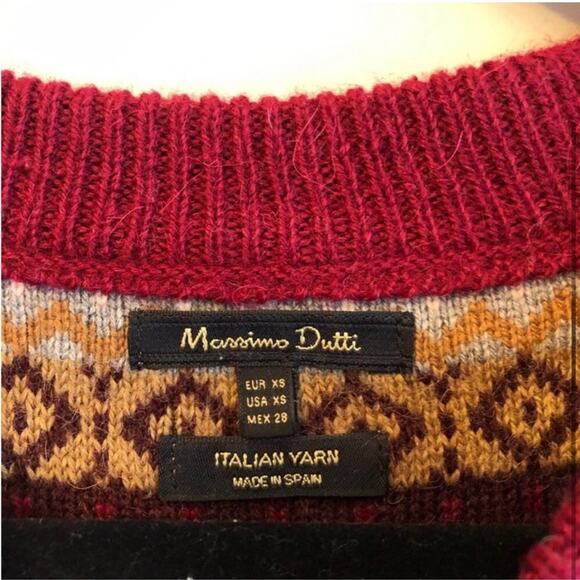 Massimo Dutti
EUR XS
USA XS
MEX 28
ITALIAN YARN
MADE IN SPAIN